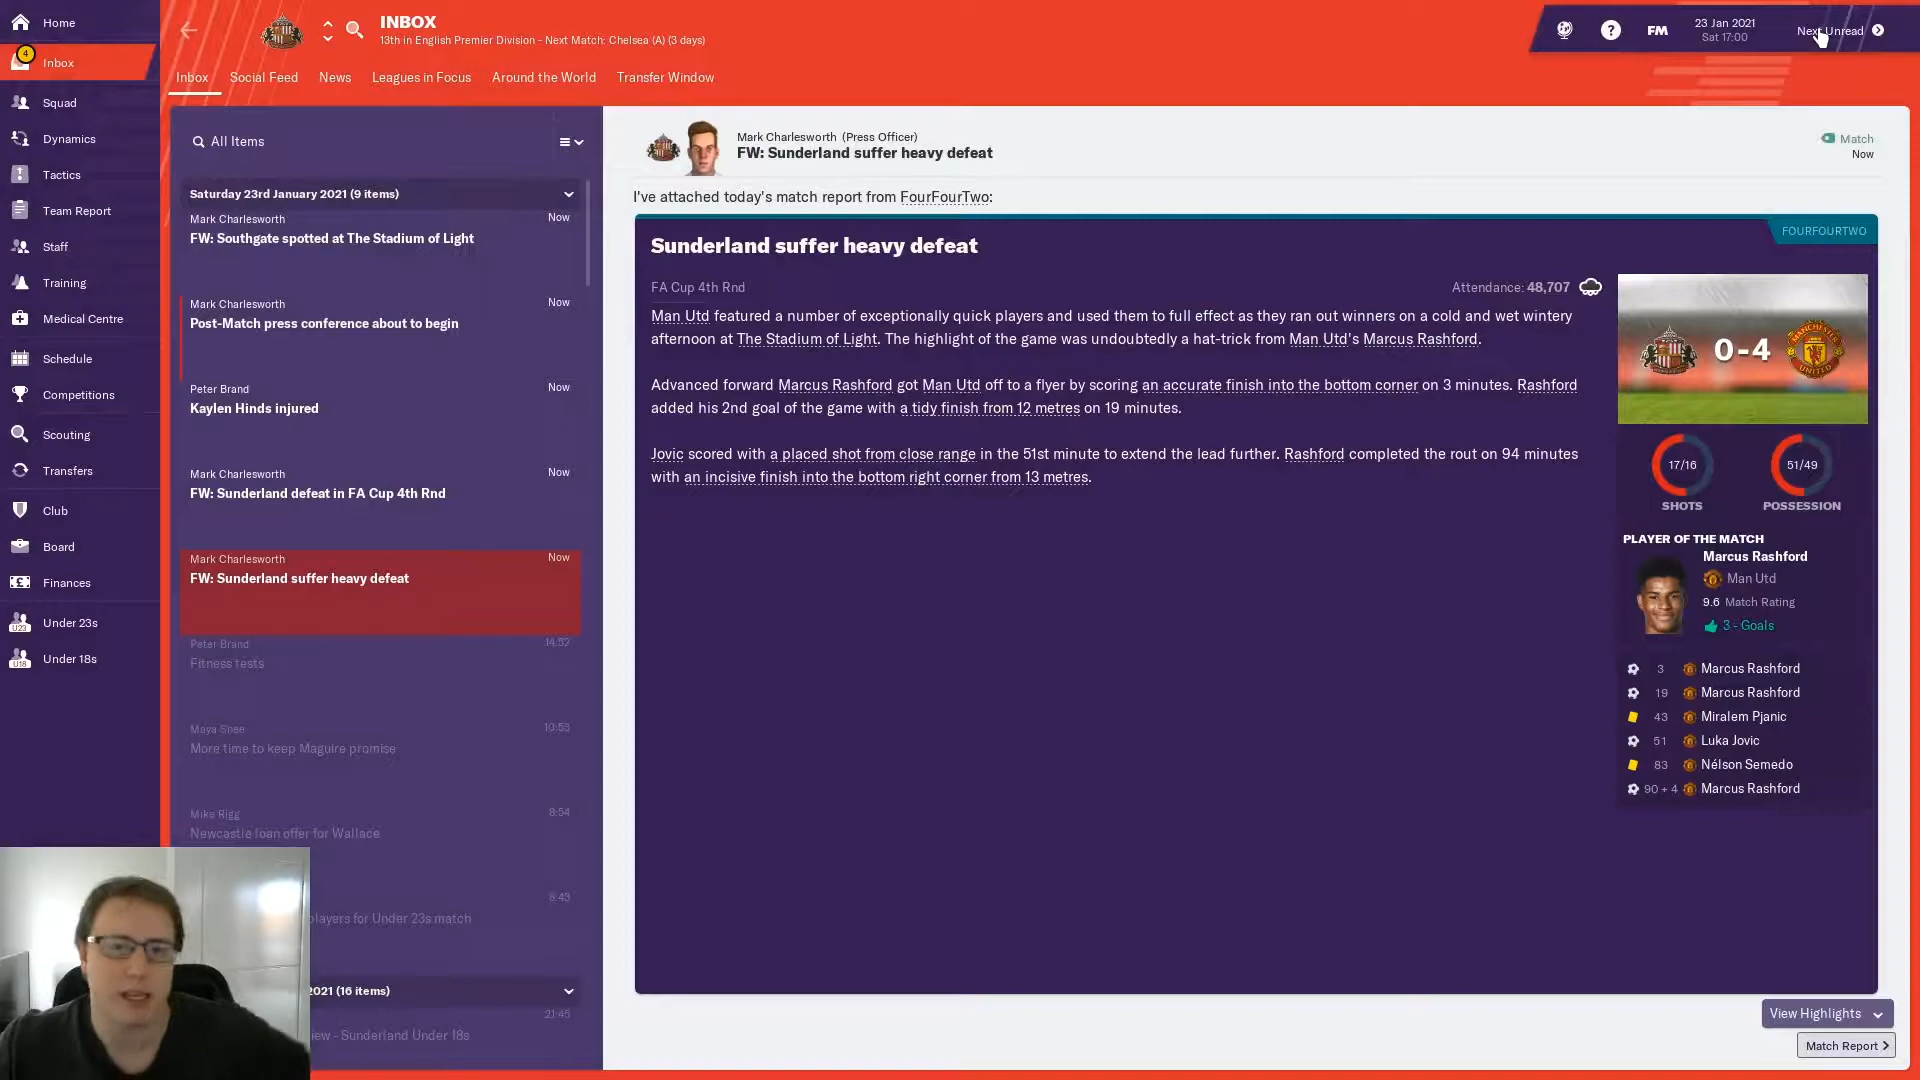 Home
4
Inbox
Squad
Dynamics
Tactics
Team Report
Staff
Training
Medical Centre
Schedule
Competitions
Scouting
Transfers
Club
Board
Finances
U23
Under 23s
U18
Under 18s
INBOX
13th in English Premier Division - Next Match: Chelsea (A) (3 days)
FM
23 Jan 2021
Sat 17:00
Next Unread
Inbox
Social Feed
News
Leagues in Focus
Around the World
Transfer Window
All Items
Saturday 23rd January 2021 (9 items)
Mark Charlesworth
Now
FW: Southgate spotted at The Stadium of Light
Mark Charlesworth
Now
Post-Match press conference about to begin
Peter Brand
Now
Kaylen Hinds injured
Mark Charlesworth
Now
FW: Sunderland defeat in FA Cup 4th Rnd
Mark Charlesworth
Now
FW: Sunderland suffer heavy defeat
Peter Brand
14:52
Fitness tests
Maya Snee
10:53
More time to keep Maguire promise
Mike Rigg
8:54
Newcastle loan offer for Wallace
8:43
players for Under 23s match
2021 (16 items)
21:45
iew - Sunderland Under 18s
Mark Charlesworth (Press Officer)
FW: Sunderland suffer heavy defeat
Match
Now
I've attached today's match report from FourFourTwo:
FOURFOURTWO
Sunderland suffer heavy defeat
FA Cup 4th Rnd
Attendance: 48,707
Man Utd featured a number of exceptionally quick players and used them to full effect as they ran out winners on a cold and wet wintery
afternoon at The Stadium of Light. The highlight of the game was undoubtedly a hat-trick from Man Utd's Marcus Rashford.
Advanced forward Marcus Rashford got Man Utd off to a flyer by scoring an accurate finish into the bottom corner on 3 minutes. Rashford
added his 2nd goal of the game with a tidy finish from 12 metres on 19 minutes.
Jovic scored with a placed shot from close range in the 51st minute to extend the lead further. Rashford completed the rout on 94 minutes
with an incisive finish into the bottom right corner from 13 metres.
0-4
17/16
SHOTS
51/49
POSSESSION
PLAYER OF THE MATCH
Marcus Rashford
Man Utd
9.6 Match Rating
3 - Goals
3 Marcus Rashford
19 Marcus Rashford
43 Miralem Pjanic
51 Luka Jovic
83 Nélson Semedo
90 + 4 Marcus Rashford
View Highlights
Match Report